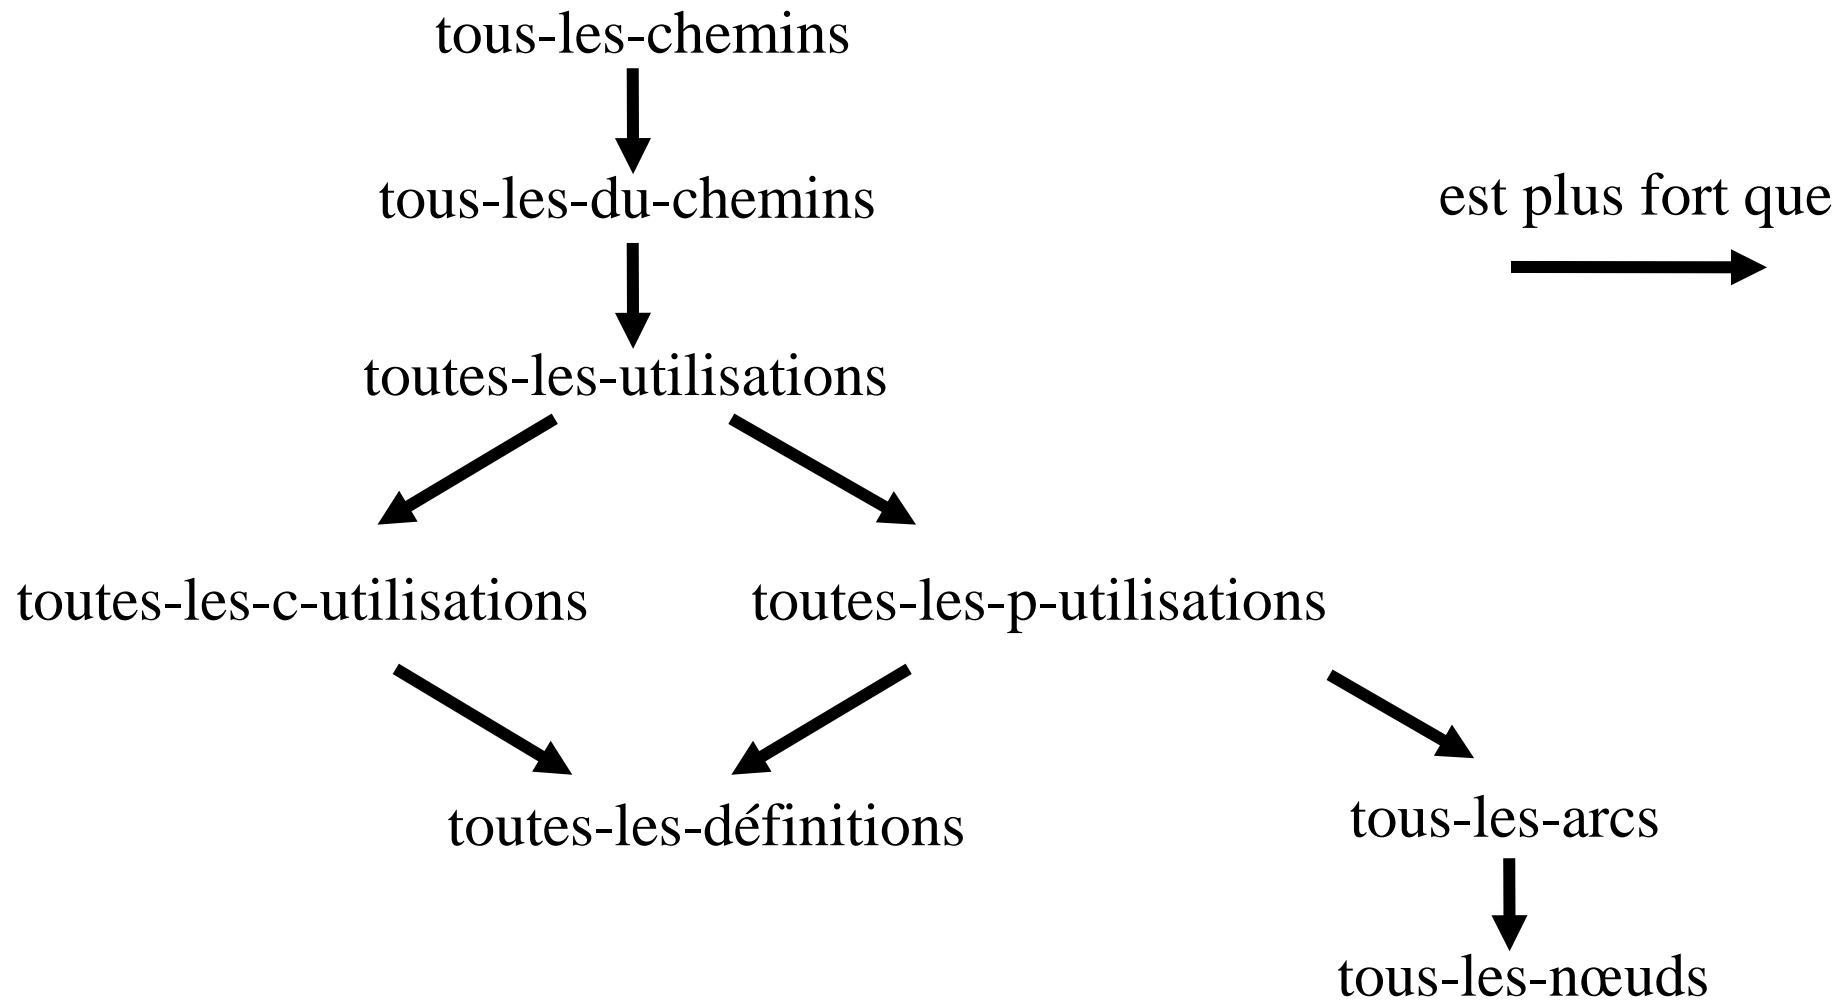 tous-les-chemins
tous-les-du-chemins
est plus fort que
toutes-les-utilisations
toutes-les-c-utilisations
toutes-les-p-utilisations
toutes-les-définitions
tous-les-arcs
tous-les-nœuds